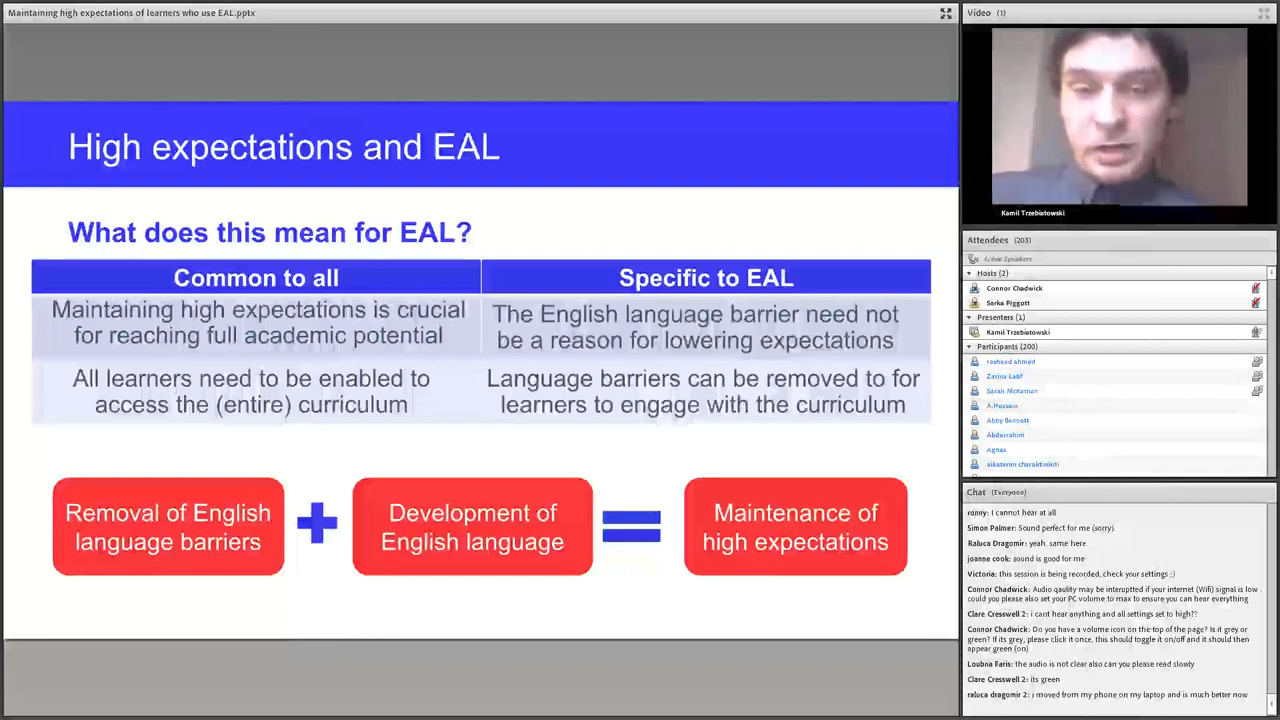 Maintaining high expectations of learners who use EAL.pptx
High expectations and EAL
What does this mean for EAL?
Common to all
Specific to EAL
Maintaining high expectations is crucial
for reaching full academic potential
The English language barrier need not
be a reason for lowering expectations
All learners need to be enabled to
access the (entire) curriculum
Language barriers can be removed to for
learners to engage with the curriculum
Removal of English
language barriers
+
Development of
English language
=
Maintenance of
high expectations
Video (1)
Kamil Trzebiatowski
Attendees (203)
Active Speakers
Hosts (2)
Connor Chadwick
Sarka Piggott
Presenters (1)
Kamil Trzebiatowski
Participants (200)
rasheed ahmed
Zarina Latif
Sarah McKernan
A.Hussain
Abby Bennett
Abderrahim
Agnes
aikaterini charaktinioti
Chat (Everyone)
ronny: I cannot hear at all
Simon Palmer: Sound perfect for me (sorry).
Raluca Dragomir: yeah. same here
joanne cook: sound is good for me
Victoria: this session is being recorded, check your settings :)
Connor Chadwick: Audio qaulity may be interuptted if your internet (Wifi) signal is low -
could you please also set your PC volume to max to ensure you can hear everything
Clare Cresswell 2: i cant hear anything and all settings set to high??
Connor Chadwick: Do you have a volume icon on the top of the page? Is it grey or
green? If its grey, please click it once, this should toggle it on/off and it should then
appear green (on)
Loubna Faris: the audio is not clear also can you please read slowly
Clare Cresswell 2: its green
raluca dragomir 2: i moved from my phone on my laptop and is much better now